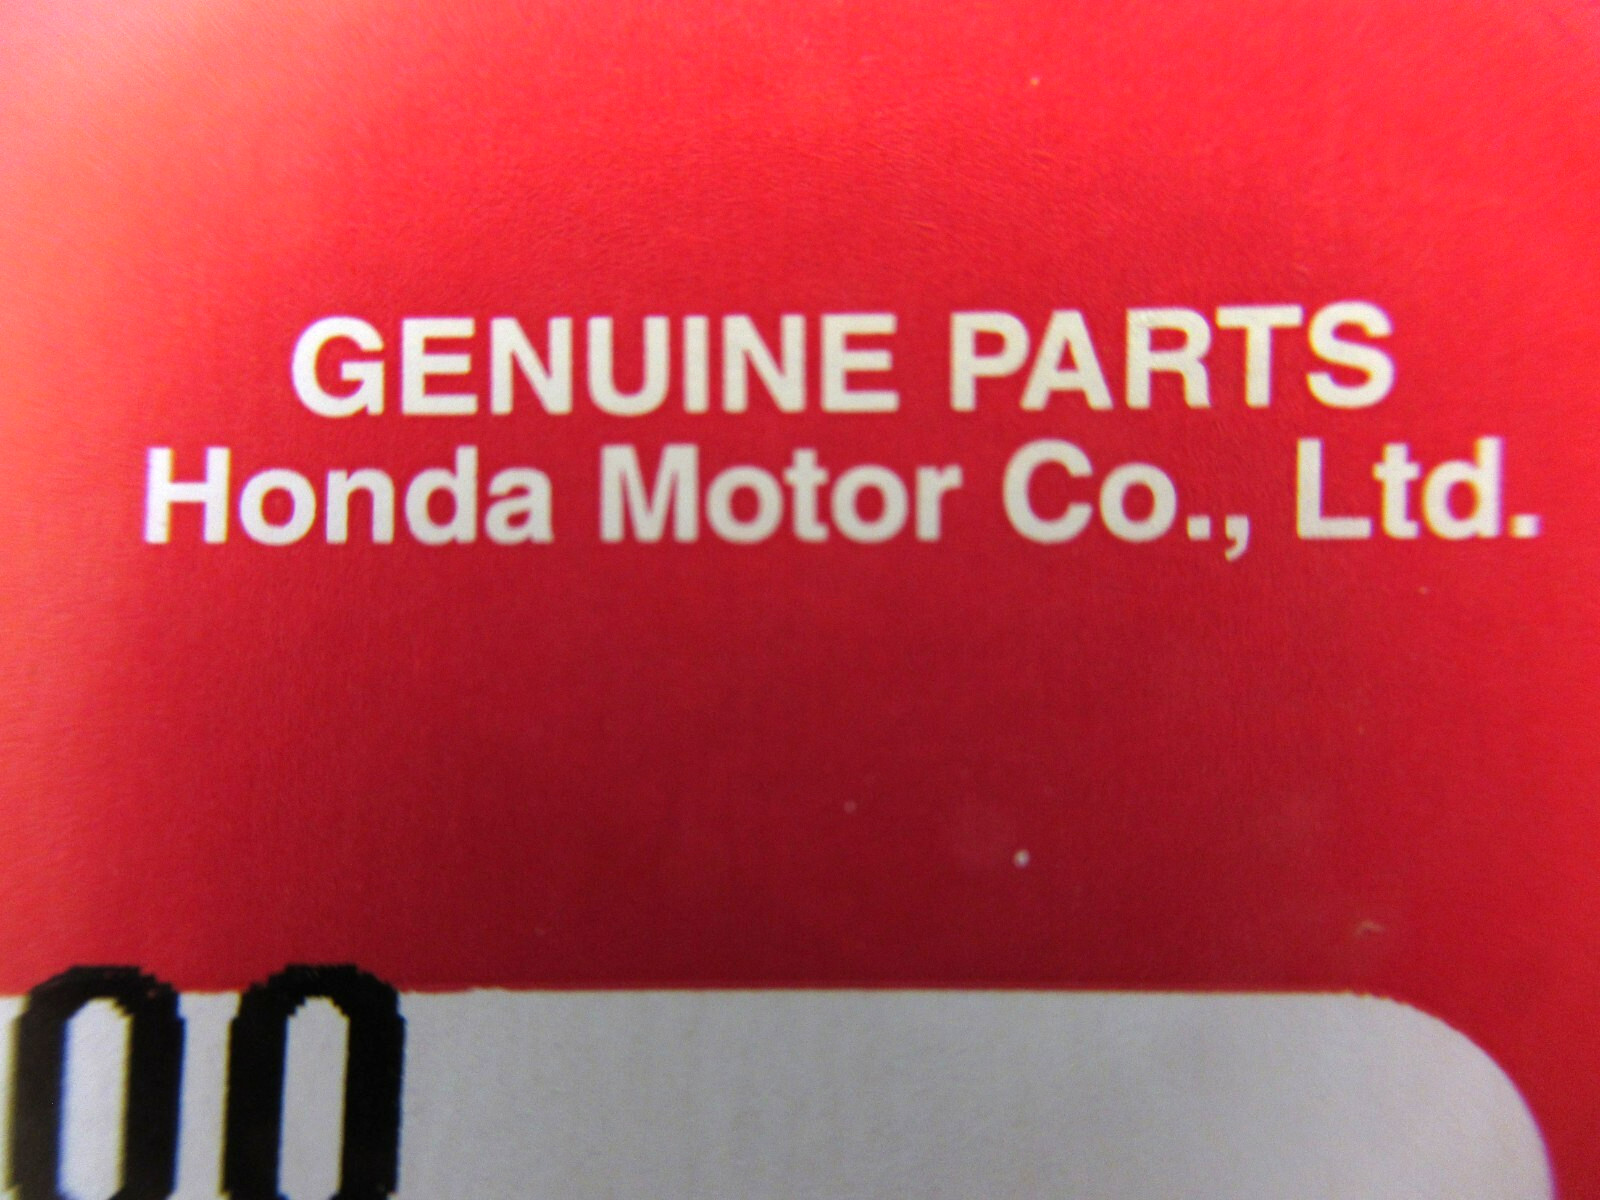 GENUINE PARTS
Honda Motor Co., Ltd.
00